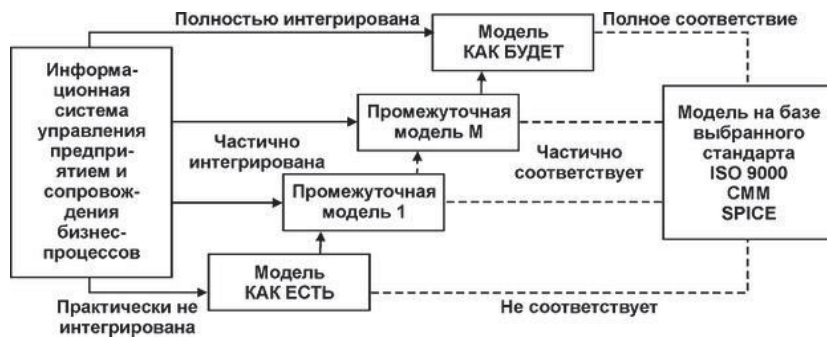 Полностью интегрирована
Модель
КАК БУДЕТ
Полное соответствие
Информа-
ционная
система
управления
предпри-
ятием и
сопровож-
дения
бизнес-
процессов
Промежуточная
модель М
Частично
интегрирована
Частично
соответствует
Модель на базе
выбранного
стандарта
ISO 9000
CMM
SPICE
Промежуточная
модель 1
Модель
КАК ЕСТЬ
Практически не
интегрирована
Не соответствует